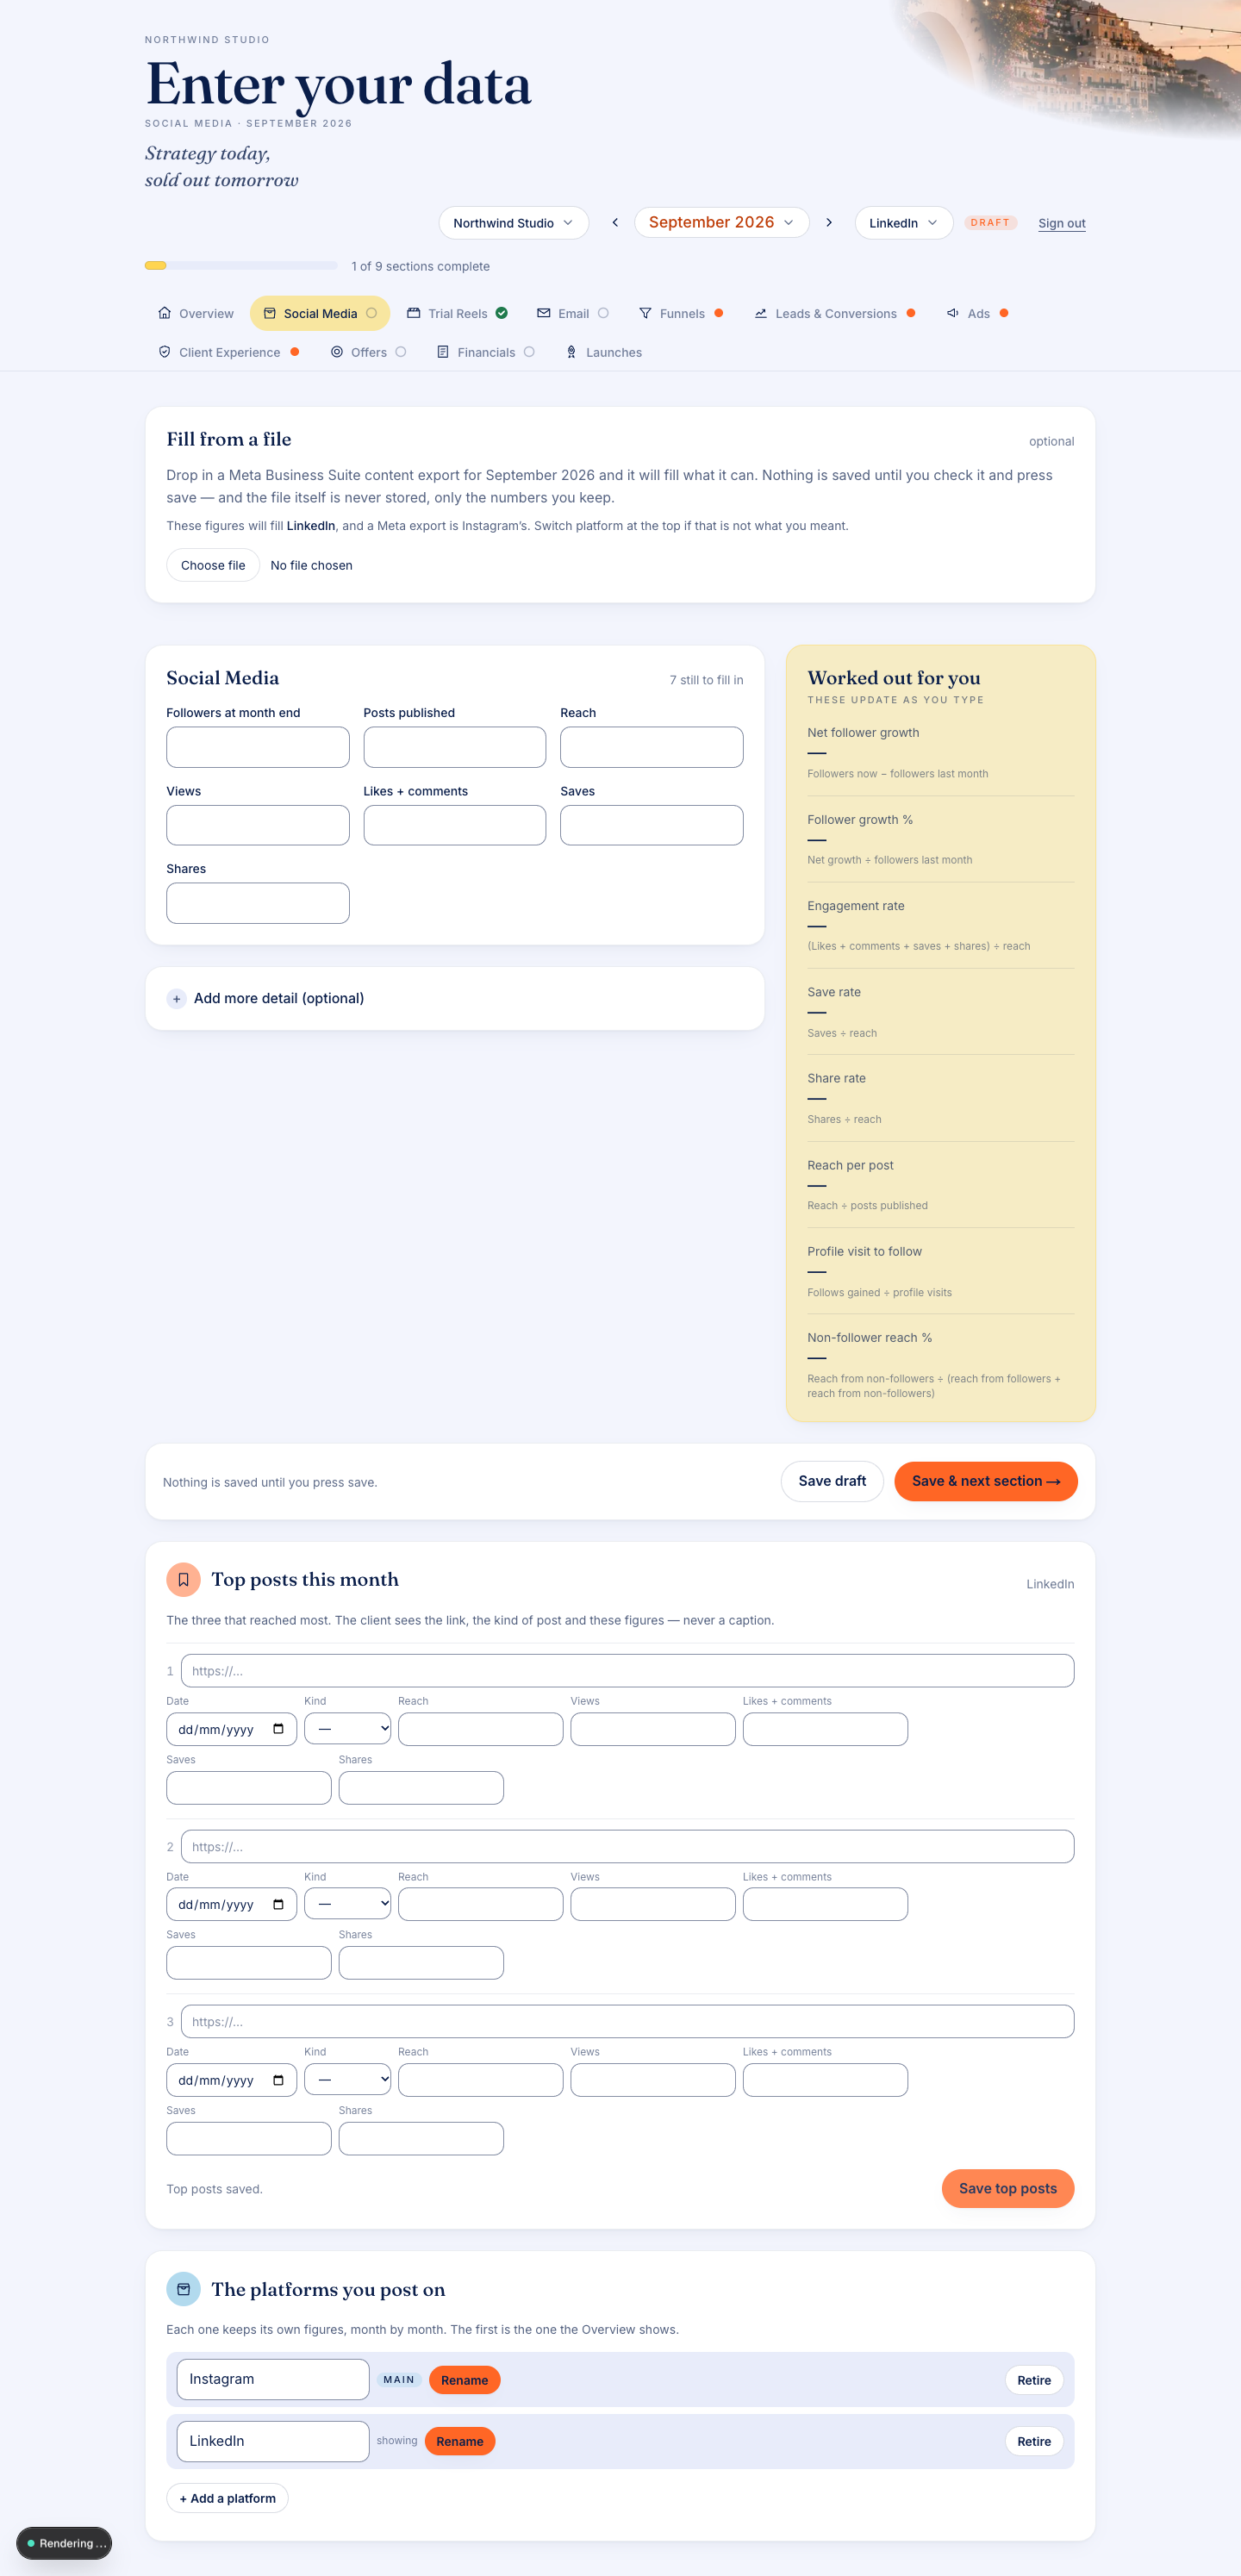 NORTHWIND STUDIO
Enter your data
SOCIAL MEDIA · SEPTEMBER 2026
Strategy today,
sold out tomorrow
Northwind Studio
September 2026
LinkedIn
DRAFT
Sign out
1 of 9 sections complete
Overview
Social Media
Trial Reels
Email
Funnels
Leads & Conversions
Ads
Client Experience
Offers
Financials
Launches
Fill from a file
optional
Drop in a Meta Business Suite content export for September 2026 and it will fill what it can. Nothing is saved until you check it and press
save — and the file itself is never stored, only the numbers you keep.
These figures will fill LinkedIn, and a Meta export is Instagram's. Switch platform at the top if that is not what you meant.
Choose file
No file chosen
Social Media
7 still to fill in
Followers at month end
Posts published
Reach
Views
Likes + comments
Saves
Shares
+ Add more detail (optional)
Worked out for you
THESE UPDATE AS YOU TYPE
Net follower growth
—
Followers now − followers last month
Follower growth %
—
Net growth ÷ followers last month
Engagement rate
—
(Likes + comments + saves + shares) ÷ reach
Save rate
—
Saves ÷ reach
Share rate
—
Shares ÷ reach
Reach per post
—
Reach ÷ posts published
Profile visit to follow
—
Follows gained ÷ profile visits
Non-follower reach %
—
Reach from non-followers ÷ (reach from followers +
reach from non-followers)
Nothing is saved until you press save.
Save draft
Save & next section →
Top posts this month
LinkedIn
The three that reached most. The client sees the link, the kind of post and these figures — never a caption.
1
https://...
Date
Kind
Reach
Views
Likes + comments
dd/mm/yyyy
—
Saves
Shares
2
https://...
Date
Kind
Reach
Views
Likes + comments
dd/mm/yyyy
—
Saves
Shares
3
https://...
Date
Kind
Reach
Views
Likes + comments
dd/mm/yyyy
—
Saves
Shares
Top posts saved.
Save top posts
The platforms you post on
Each one keeps its own figures, month by month. The first is the one the Overview shows.
Instagram
MAIN
Rename
Retire
LinkedIn
showing
Rename
Retire
+ Add a platform
Rendering ...